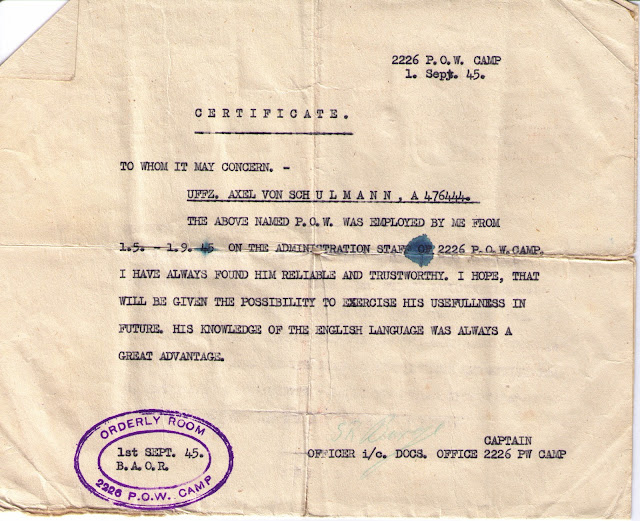 2226 P.O.W. CAMP
1. Sept. 45.
CERTIFICATE.
TO WHOM IT MAY CONCERN. -
UFFZ. AXEL VON SCHULMANN, A 476444.
THE ABOVE NAMED P.O.W. WAS EMPLOYED BY ME FROM
1.5. - 1.9. 45 ON THE ADMINISTRATION STAFF OF 2226 P.O.W. CAMP.
I HAVE ALWAYS FOUND HIM RELIABLE AND TRUSTWORTHY. I HOPE, THAT
WILL BE GIVEN THE POSSIBILITY TO EXERCISE HIS USEFULLNESS IN
FUTURE. HIS KNOWLEDGE OF THE ENGLISH LANGUAGE WAS ALWAYS A
GREAT ADVANTAGE.
ORDERLY ROOM
1st SEPT. 45.
B.A.O.R.
2226 P.O.W. CAMP
CAPTAIN
OFFICER i/c. DOCS. OFFICE 2226 PW CAMP